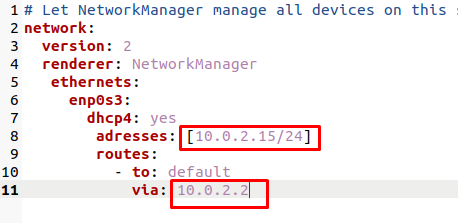 1 # Let NetworkManager manage all devices on this s
2 network:
3 version: 2
4 renderer: NetworkManager
5 ethernets:
6 enp0s3:
7 dhcp4: yes
8 adresses: [10.0.2.15/24]
9 routes:
10 - to: default
11 via: 10.0.2.2